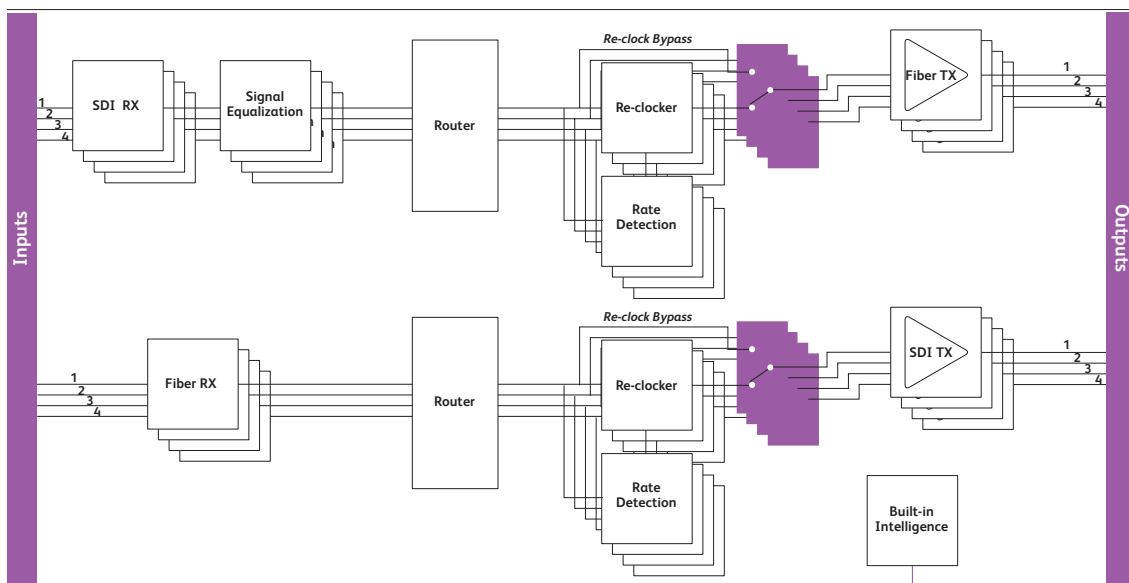 Inputs
1
2
3
4
SDI RX
Signal
Equalization
Router
Re-clock Bypass
Re-clocker
Rate
Detection
Fiber TX
1
2
3
4
Outputs
1
2
3
4
Fiber RX
Router
Re-clock Bypass
Re-clocker
Rate
Detection
SDI TX
1
2
3
4
Built-in
Intelligence